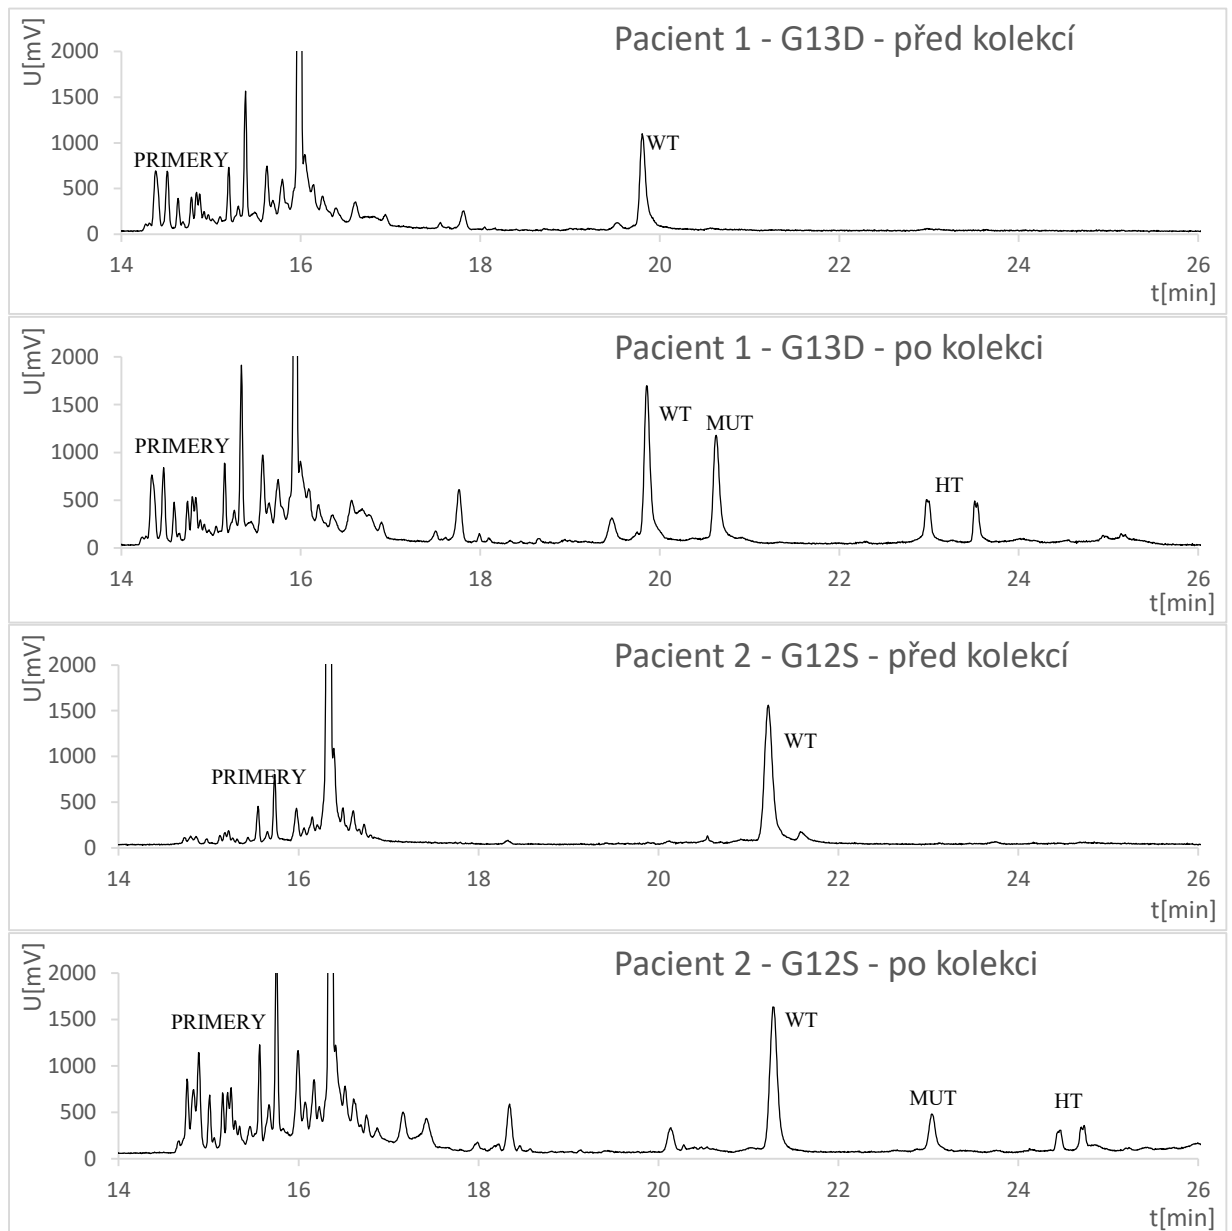 Pacient 1 - G13D - před kolekcí
U[mV]
2000
1500
1000
500
0
PRIMERY
WT
14 16 18 20 22 24 26
t[min]
Pacient 1 - G13D - po kolekci
U[mV]
2000
1500
1000
500
0
PRIMERY
WT
MUT
HT
14 16 18 20 22 24 26
t[min]
Pacient 2 - G12S - před kolekcí
U[mV]
2000
1500
1000
500
0
PRIMERY
WT
14 16 18 20 22 24 26
t[min]
Pacient 2 - G12S - po kolekci
U[mV]
2000
1500
1000
500
0
PRIMERY
WT
MUT
HT
14 16 18 20 22 24 26
t[min]